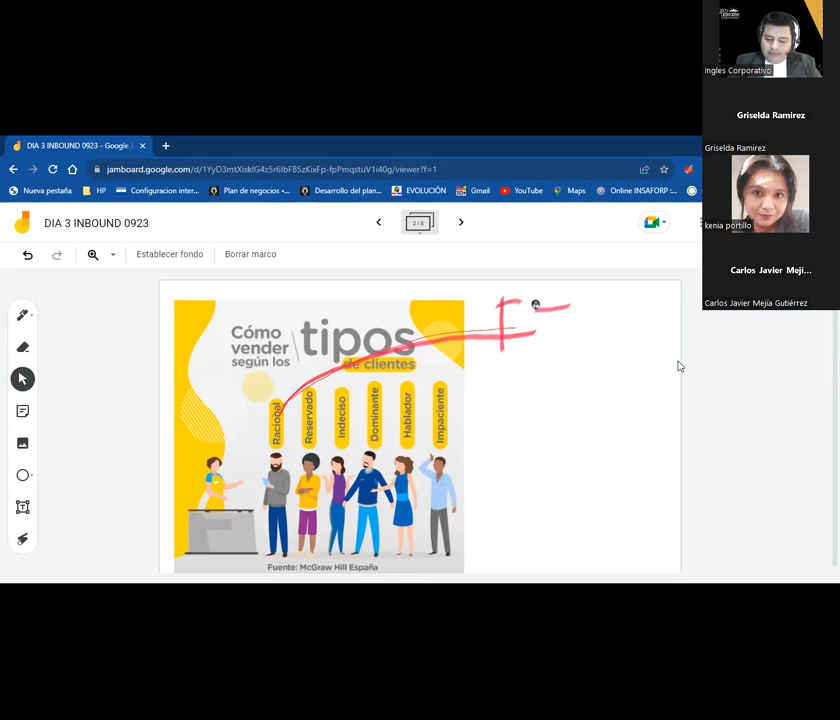 Ingles Corporativo
Griselda Ramirez
Griselda Ramirez
kenia portillo
Carlos Javier Mejí...
Carlos Javier Mejía Gutiérrez
DIA 3 INBOUND 0923 - Google J
jamboard.google.com/d/1YyD3mtXiskIG4z5r6IbF85zKixFp-fpPmqstuV1i40g/viewer?f=1
Nueva pestaña
HP
Configuracion inter...
Plan de negocios •...
Desarrollo del plan...
EVOLUCIÓN
Gmail
YouTube
Maps
Online INSAFORP :...
DIA 3 INBOUND 0923
2 / 8
Establecer fondo
Borrar marco
Cómo
vender
según los
tipos
de clientes
Racional
Reservado
Indeciso
Dominante
Hablador
Impaciente
Fuente: McGraw Hill España